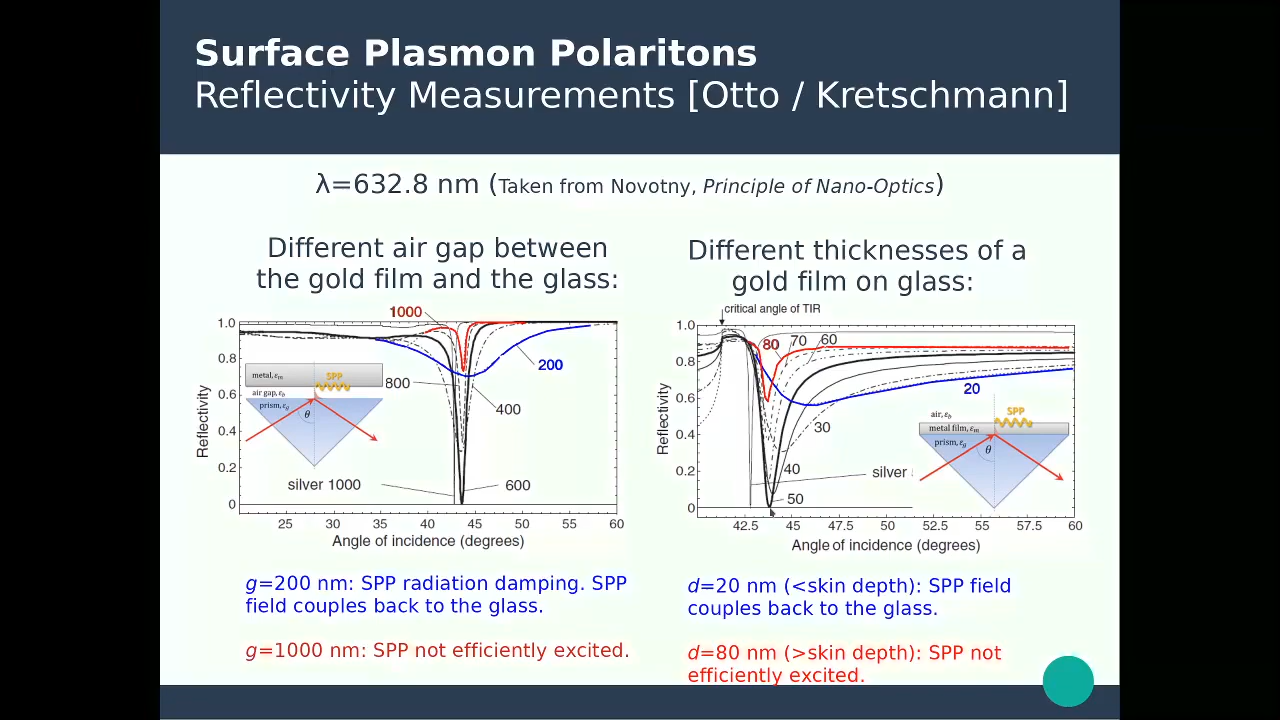 Surface Plasmon Polaritons
Reflectivity Measurements [Otto / Kretschmann]
λ=632.8 nm (Taken from Novotny, Principle of Nano-Optics)
Different air gap between
the gold film and the glass:
1000
1.0
0.8
0.6
0.4
0.2
0
Reflectivity
metal, εm
SPP
air gap, εb
prism, εg
θ
200
800
400
silver 1000
600
25 30 35 40 45 50 55 60
Angle of incidence (degrees)
g=200 nm: SPP radiation damping. SPP
field couples back to the glass.
g=1000 nm: SPP not efficiently excited.
Different thicknesses of a
gold film on glass:
critical angle of TIR
1.0
0.8
0.6
0.4
0.2
0
Reflectivity
80 70 60
20
30
40
silver
50
air, εb
SPP
metal film, εm
prism, εg
θ
42.5 45 47.5 50 52.5 55 57.5 60
Angle of incidence (degrees)
d=20 nm (<skin depth): SPP field
couples back to the glass.
d=80 nm (>skin depth): SPP not
efficiently excited.